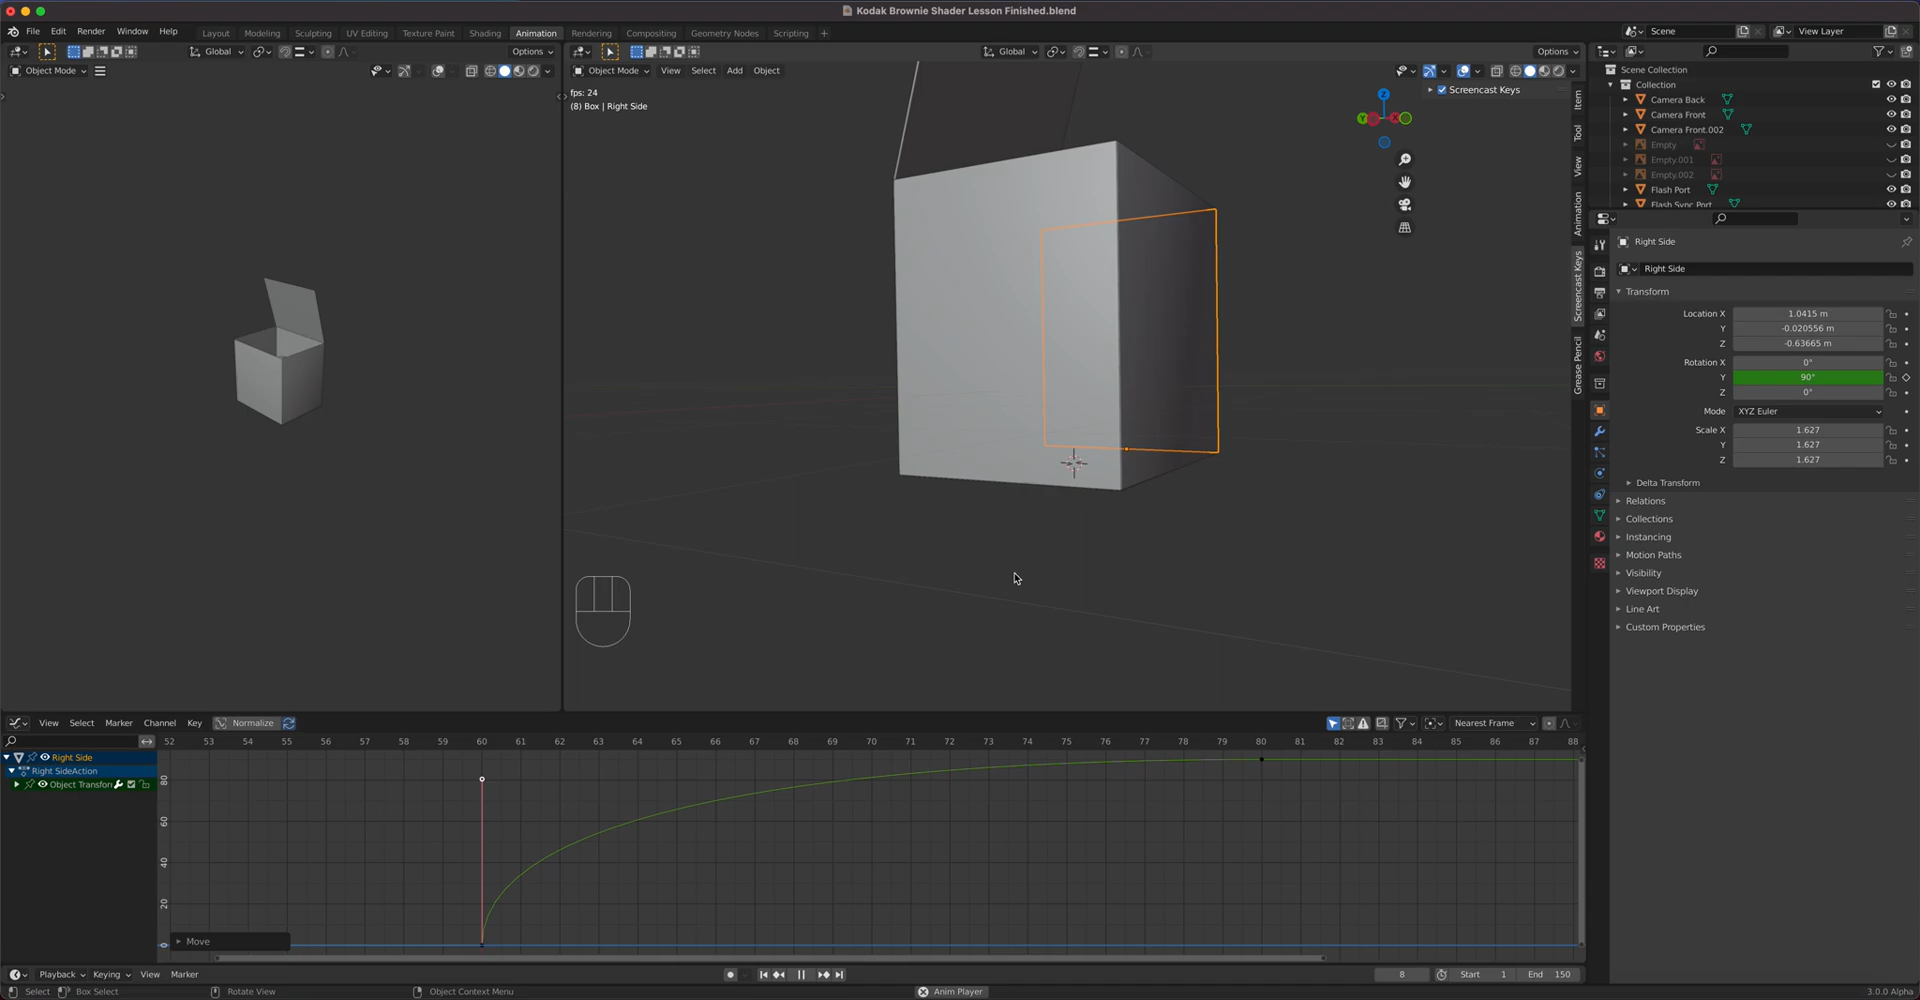 Kodak Brownie Shader Lesson Finished.blend
File Edit Render Window Help Layout Modeling Sculpting UV Editing Texture Paint Shading Animation Rendering Compositing Geometry Nodes Scripting + Scene View Layer
Global Options Global Options
Object Mode Object Mode View Select Add Object
fps: 24
(8) Box | Right Side
Screencast Keys
Z
Y
X
Item
Tool
View
Animation
Screencast Keys
Grease Pencil
Scene Collection
Collection
Camera Back
Camera Front
Camera Front.002
Empty
Empty.001
Empty.002
Flash Port
Flash Sync Port
Right Side
Right Side
Transform
Location X 1.0415 m
Y -0.020556 m
Z -0.63665 m
Rotation X 0°
Y 90°
Z 0°
Mode XYZ Euler
Scale X 1.627
Y 1.627
Z 1.627
Delta Transform
Relations
Collections
Instancing
Motion Paths
Visibility
Viewport Display
Line Art
Custom Properties
View Select Marker Channel Key Normalize Nearest Frame
52 53 54 55 56 57 58 59 60 61 62 63 64 65 66 67 68 69 70 71 72 73 74 75 76 77 78 79 80 81 82 83 84 85 86 87 88
Right Side
Right SideAction
Object Transforr
80
60
40
20
0
Move
Playback Keying View Marker 8 Start 1 End 150
Select Box Select Rotate View Object Context Menu Anim Player 3.0.0 Alpha